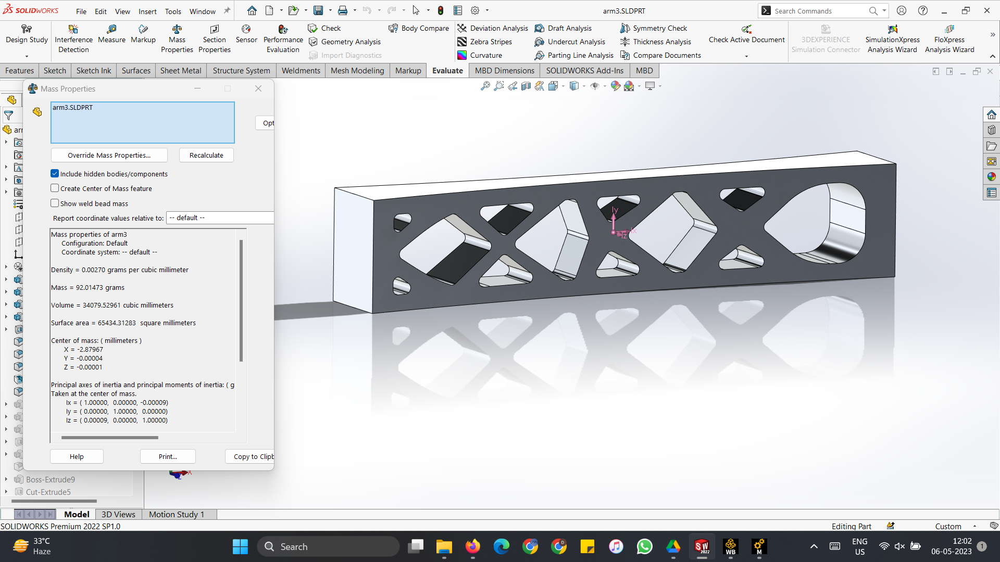 SOLIDWORKS File Edit View Insert Tools Window arm3.SLDPRT Search Commands
Design Study
Interference Detection
Measure
Markup
Mass Properties
Section Properties
Sensor
Performance Evaluation
Check
Geometry Analysis
Import Diagnostics
Body Compare
Deviation Analysis
Zebra Stripes
Curvature
Draft Analysis
Undercut Analysis
Parting Line Analysis
Symmetry Check
Thickness Analysis
Compare Documents
Check Active Document
3DEXPERIENCE Simulation Connector
SimulationXpress Analysis Wizard
FloXpress Analysis Wizard
Features Sketch Sketch Ink Surfaces Sheet Metal Structure System Weldments Mesh Modeling Markup Evaluate MBD Dimensions SOLIDWORKS Add-Ins MBD
Mass Properties
arm3.SLDPRT
Opt
Override Mass Properties... Recalculate
Include hidden bodies/components
Create Center of Mass feature
Show weld bead mass
Report coordinate values relative to: -- default --
Mass properties of arm3
Configuration: Default
Coordinate system: -- default --
Density = 0.00270 grams per cubic millimeter
Mass = 92.01473 grams
Volume = 34079.52961 cubic millimeters
Surface area = 65434.31283 square millimeters
Center of mass: ( millimeters )
X = -2.87967
Y = -0.00004
Z = -0.00001
Principal axes of inertia and principal moments of inertia: ( g
Taken at the center of mass.
Ix = ( 1.00000, 0.00000, -0.00009)
Iy = ( 0.00000, 1.00000, 0.00000)
Iz = ( 0.00009, 0.00000, 1.00000)
Help Print... Copy to Clipb
ar
A
Iy
Ix
Iz
X
Z
Boss-Extrude9
Cut-Extrude5
Model 3D Views Motion Study 1
SOLIDWORKS Premium 2022 SP1.0 Editing Part Custom
33°C
Haze
Search
SW
2022
WB
M
ENG
US
12:02
06-05-2023
1